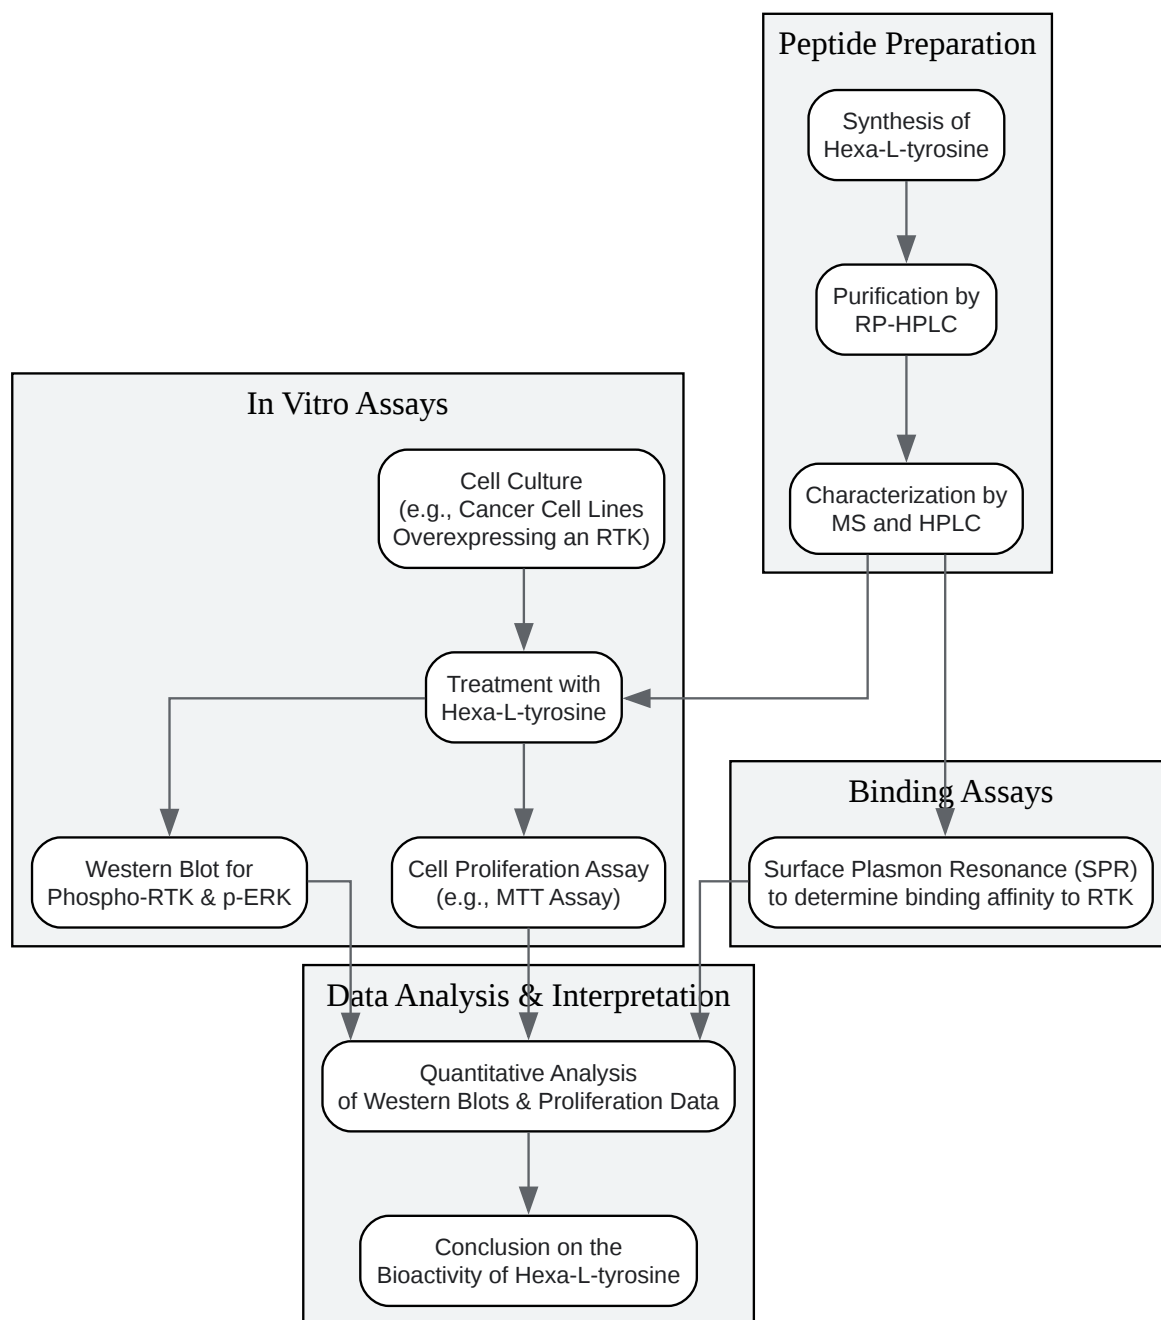 Peptide Preparation
Synthesis of
Hexa-L-tyrosine
Purification by
RP-HPLC
Characterization by
MS and HPLC
In Vitro Assays
Cell Culture
(e.g., Cancer Cell Lines
Overexpressing an RTK)
Treatment with
Hexa-L-tyrosine
Western Blot for
Phospho-RTK & p-ERK
Cell Proliferation Assay
(e.g., MTT Assay)
Binding Assays
Surface Plasmon Resonance (SPR)
to determine binding affinity to RTK
Data Analysis & Interpretation
Quantitative Analysis
of Western Blots & Proliferation Data
Conclusion on the
Bioactivity of Hexa-L-tyrosine